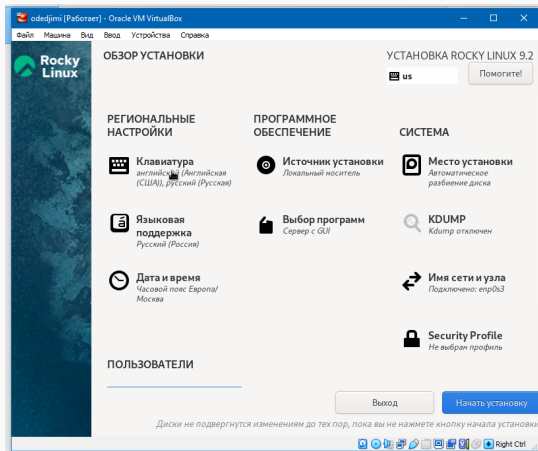 odedjimi [Работает] - Oracle VM VirtualBox
Файл Машина Вид Ввод Устройства Справка
Rocky
Linux
ОБЗОР УСТАНОВКИ
УСТАНОВКА ROCKY LINUX 9.2
us
Помогите!
РЕГИОНАЛЬНЫЕ
НАСТРОЙКИ
Клавиатура
английский (Английская
(США)), русский (Русская)
Языковая
поддержка
Русский (Россия)
Дата и время
Часовой пояс Европа/
Москва
ПРОГРАММНОЕ
ОБЕСПЕЧЕНИЕ
Источник установки
Локальный носитель
Выбор программ
Сервер с GUI
СИСТЕМА
Место установки
Автоматическое
разбиение диска
KDUMP
Kdump отключен
Имя сети и узла
Подключено: enp0s3
Security Profile
Не выбран профиль
ПОЛЬЗОВАТЕЛИ
Выход
Начать установку
Диски не подвергнутся изменениям до тех пор, пока вы не нажмете кнопку начала установки
Right Ctrl